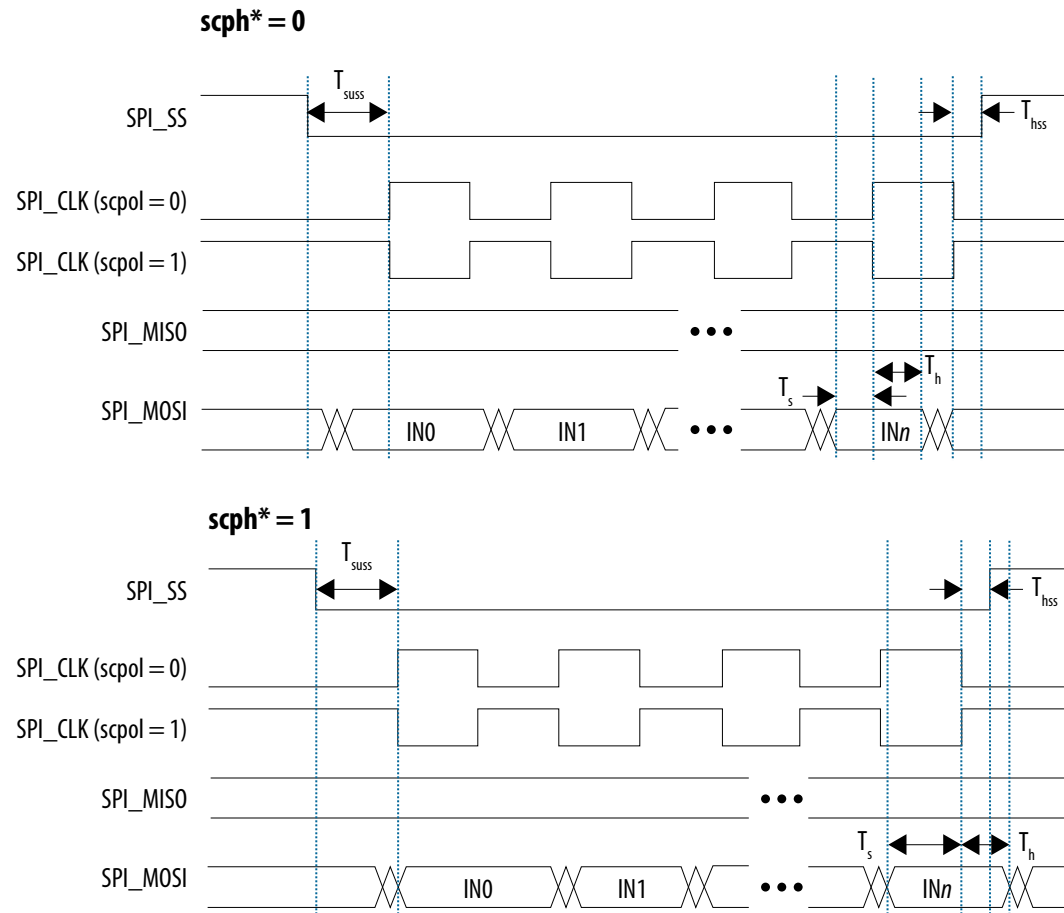 scph* = 0
Tsuss
SPI_SS
Thss
SPI_CLK (scpol = 0)
SPI_CLK (scpol = 1)
SPI_MISO
•••
Th
Ts
SPI_MOSI
IN0
IN1
•••
INn
scph* = 1
Tsuss
SPI_SS
Thss
SPI_CLK (scpol = 0)
SPI_CLK (scpol = 1)
SPI_MISO
•••
Ts
Th
SPI_MOSI
IN0
IN1
•••
INn